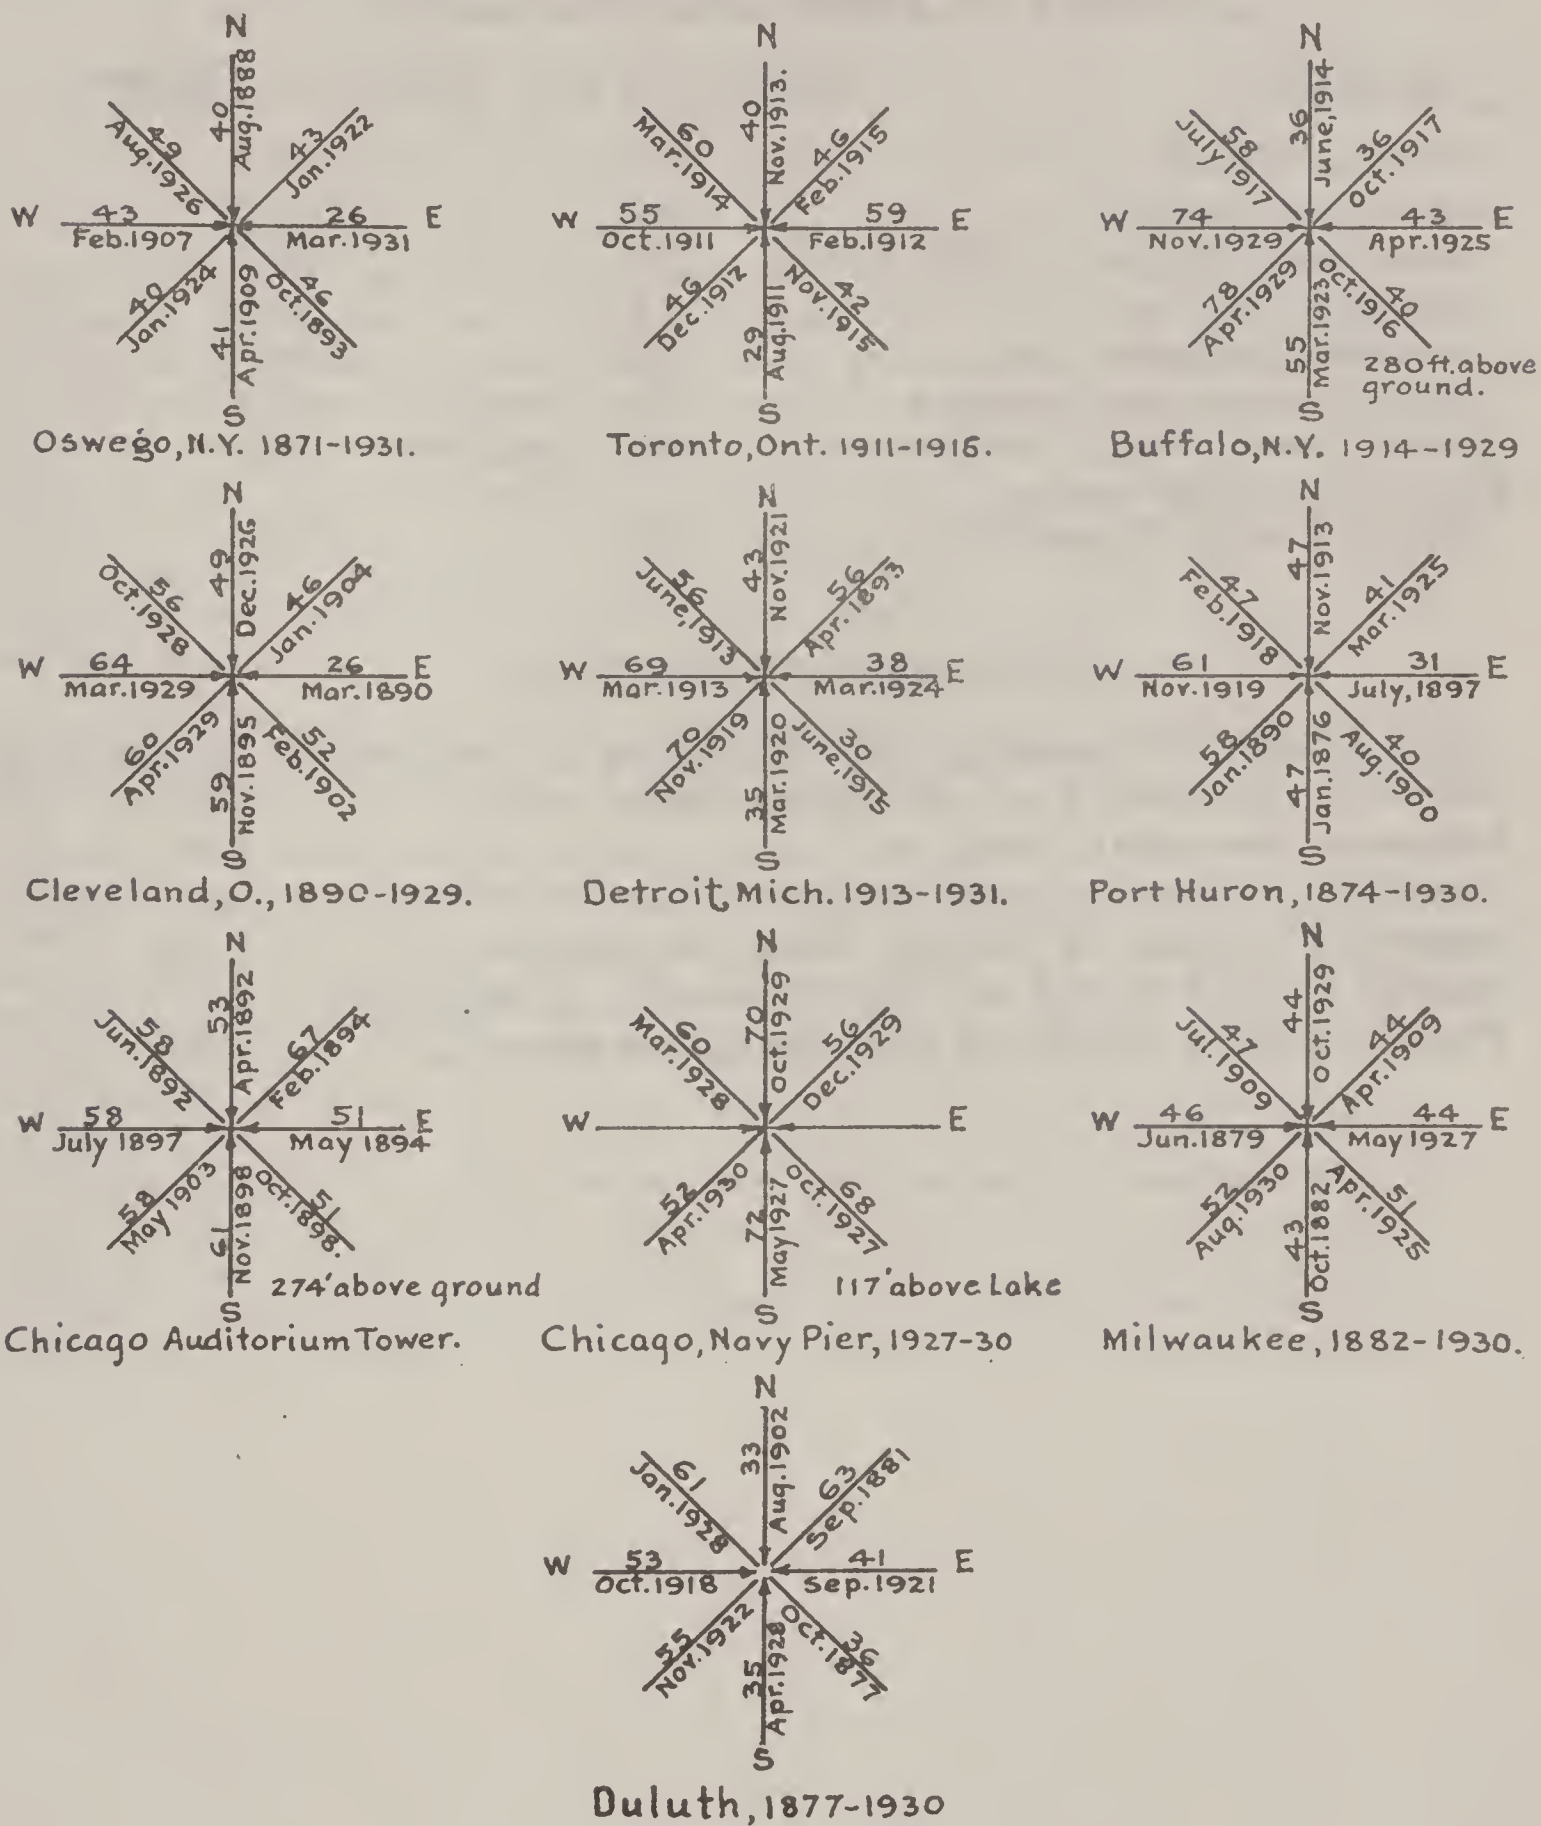 N
40
Aug.1888
43
Jan.1922
26
Mar.1931
E
46
Oct.1893
41
Apr.1909
S
40
Jan.1924
W
43
Feb.1907
49
Aug.1926
Oswego,N.Y. 1871-1931.
N
40
Nov.1913.
46
Feb.1915
59
Feb.1912
E
42
Nov.1915
29
Aug.1911
S
46
Dec.1912
W
55
Oct.1911
60
Mar.1914
Toronto,Ont. 1911-1915.
N
36
June,1914
36
Oct.1917
43
Apr.1925
E
40
Oct.1916
55
Mar.1923
S
78
Apr.1929
W
74
Nov.1929
58
July1917
280ft.above
ground.
Buffalo,N.Y. 1914-1929
N
49
Dec.1926
46
Jan.1904
26
Mar.1890
E
52
Feb.1902
59
Nov.1895
S
60
Apr.1929
W
64
Mar.1929
56
Oct.1928
Cleveland,O.,1890-1929.
N
43
Nov.1921
56
Apr.1893
38
Mar.1924
E
30
June,1915
35
Mar.1920
S
70
Nov.1919
W
69
Mar.1913
56
June,1913
Detroit,Mich. 1913-1931.
N
47
Nov.1913
41
Mar.1925
31
July,1897
E
40
Aug.1900
47
Jan.1876
S
58
Jan.1890
W
61
Nov.1919
47
Feb.1918
Port Huron,1874-1930.
N
53
Apr.1892
67
Feb.1894
51
May 1894
E
51
Oct.1898.
61
Nov.1898
S
58
May 1903
W
58
July 1897
58
Jun.1892
274'above ground
Chicago Auditorium Tower.
N
70
Oct.1929
56
Dec.1929
E
68
Oct.1927
72
May1927
S
52
Apr.1930
W
60
Mar.1928
117'above Lake
Chicago,Navy Pier,1927-30
N
44
Oct.1929
44
Apr.1909
44
May 1927
E
51
Apr.1925
43
Oct.1882
S
52
Aug.1930
W
46
Jun.1879
47
Jul.1909
Milwaukee,1882-1930.
N
33
Aug.1902
63
Sep.1881
41
Sep.1921
E
36
Oct.1877
35
Apr.1928
S
55
Nov.1922
W
53
Oct.1918
61
Jan.1928
Duluth,1877-1930